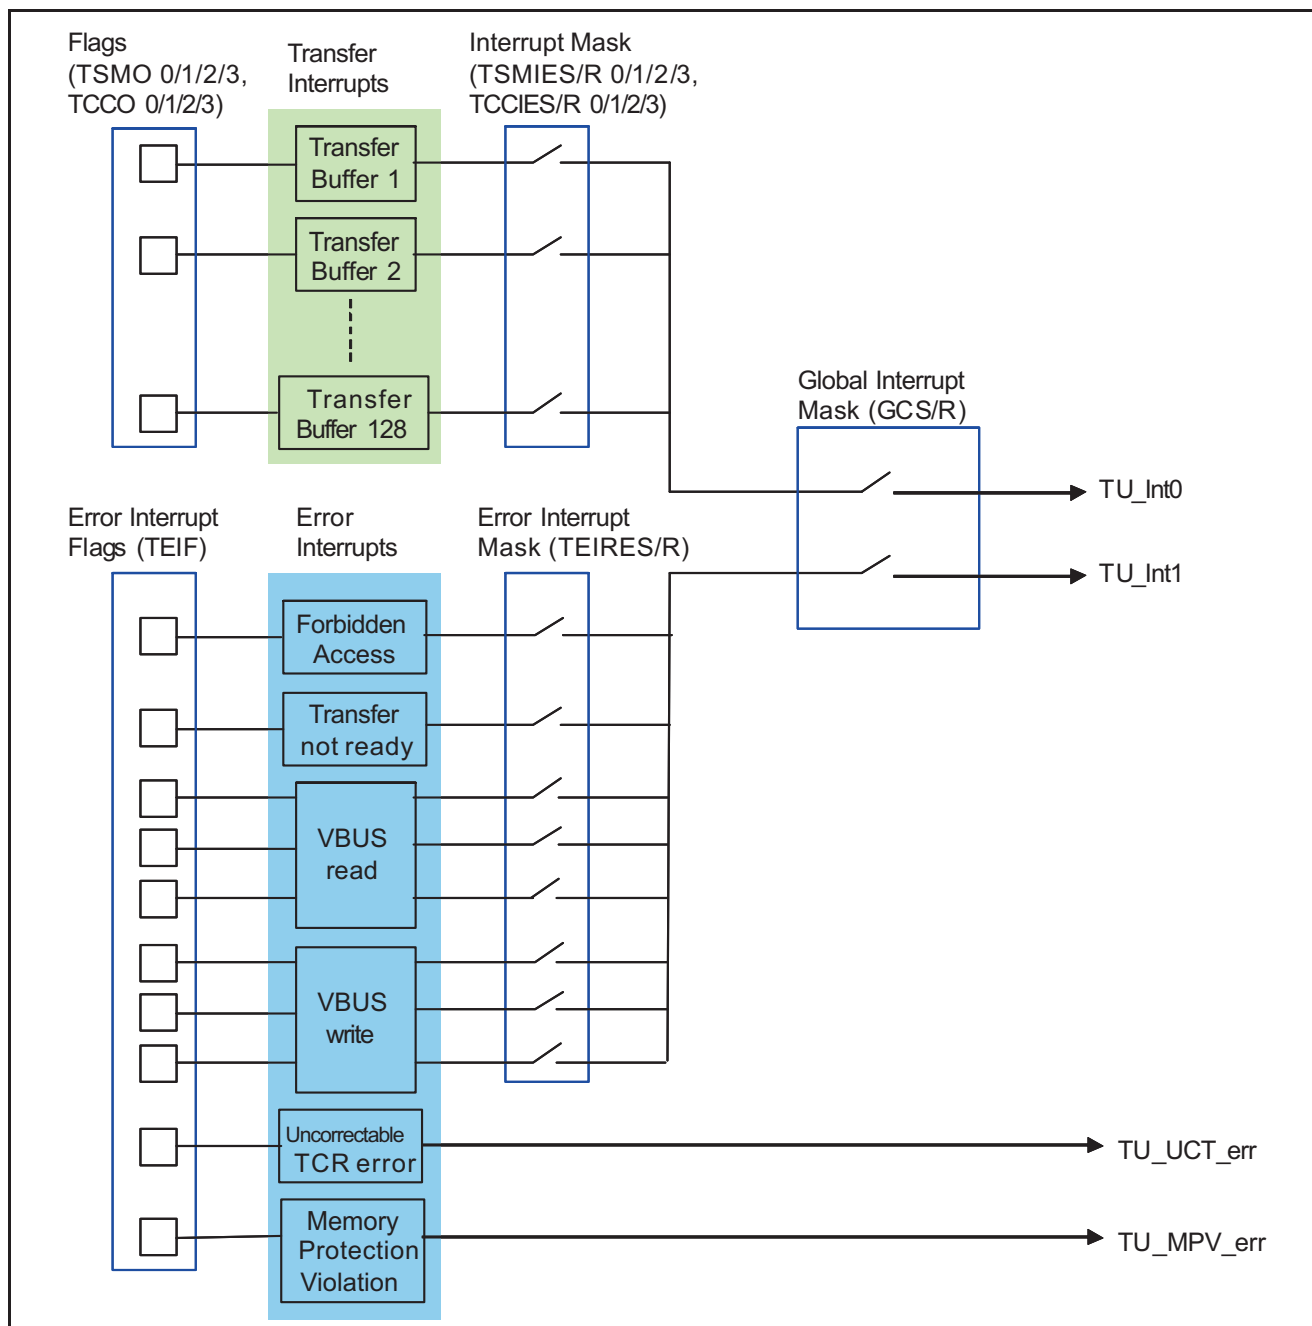 Flags
(TSMO 0/1/2/3,
TCCO 0/1/2/3)
Transfer
Interrupts
Interrupt Mask
(TSMIES/R 0/1/2/3,
TCCIES/R 0/1/2/3)
Transfer
Buffer 1
Transfer
Buffer 2
Transfer
Buffer 128
Global Interrupt
Mask (GCS/R)
TU_Int0
TU_Int1
Error Interrupt
Flags (TEIF)
Error
Interrupts
Error Interrupt
Mask (TEIRES/R)
Forbidden
Access
Transfer
not ready
VBUS
read
VBUS
write
Uncorrectable
TCR error
TU_UCT_err
Memory
Protection
Violation
TU_MPV_err